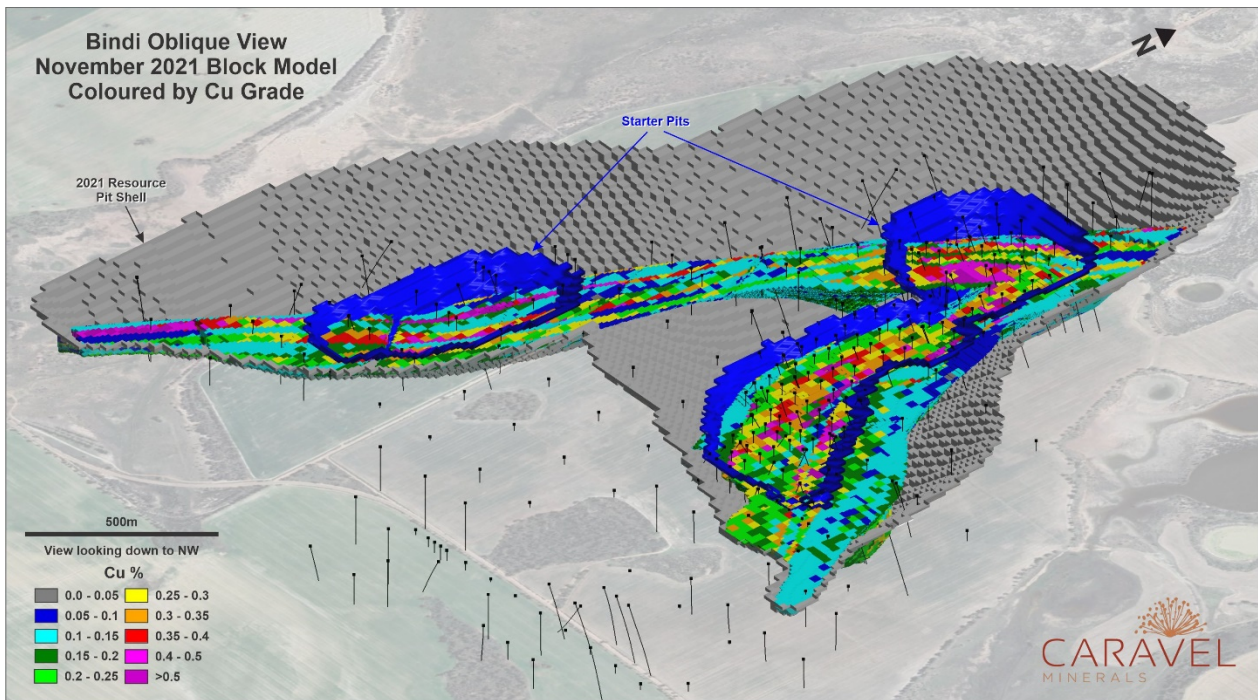 Bindi Oblique View
November 2021 Block Model
Coloured by Cu Grade
N
Starter Pits
2021 Resource
Pit Shell
500m
View looking down to NW
Cu %
0.0 - 0.05
0.25 - 0.3
0.05 - 0.1
0.3 - 0.35
0.1 - 0.15
0.35 - 0.4
0.15 - 0.2
0.4 - 0.5
0.2 - 0.25
>0.5
CARAVEL
MINERALS